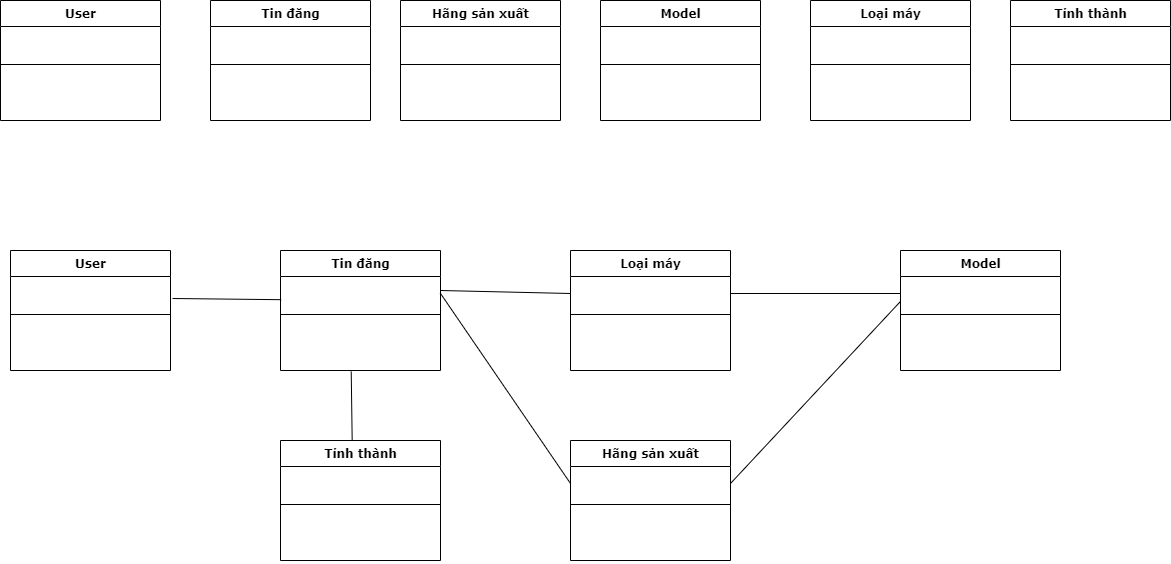 User
Tin đăng
Hãng sản xuất
Model
Loại máy
Tỉnh thành
User
Tin đăng
Loại máy
Model
Tỉnh thành
Hãng sản xuất